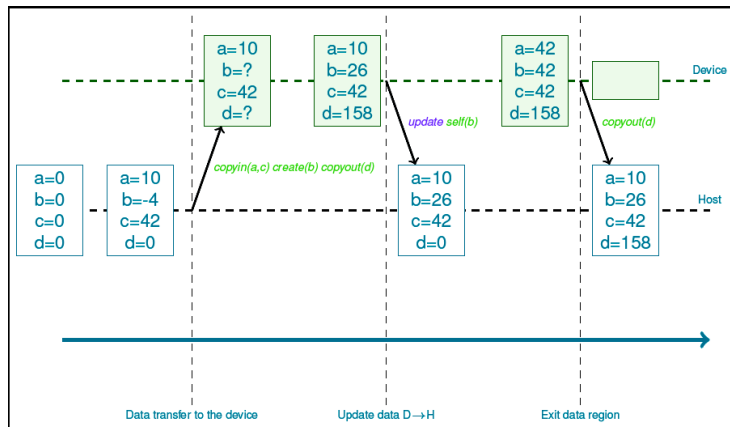 a=10
b=?
c=42
d=?
a=10
b=26
c=42
d=158
a=42
b=42
c=42
d=158
Device
update self(b)
copyout(d)
copyin(a,c) create(b) copyout(d)
a=0
b=0
c=0
d=0
a=10
b=-4
c=42
d=0
a=10
b=26
c=42
d=0
a=10
b=26
c=42
d=158
Host
Data transfer to the device
Update data D→H
Exit data region